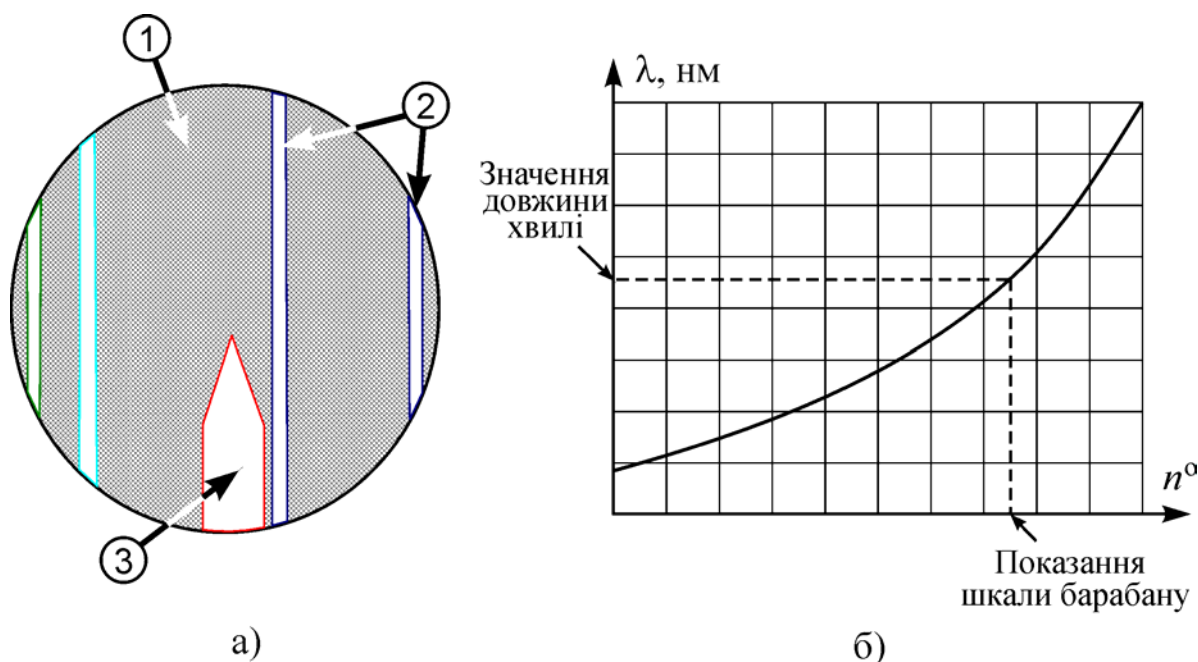 1
2
3
а)
λ, нм
Значення
довжини
хвилі
n°
Показання
шкали барабану
б)